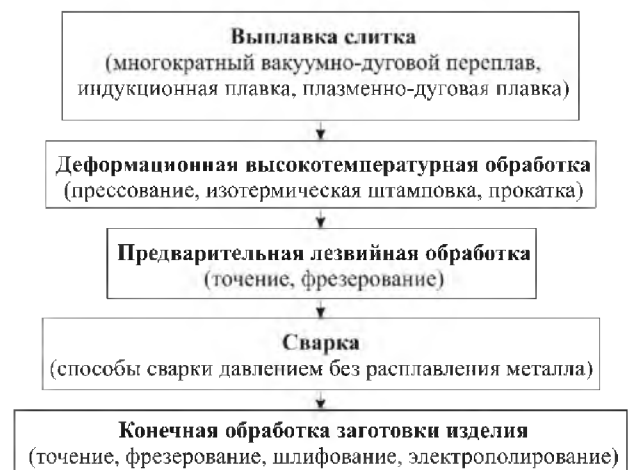 Выплавка слитка
(многократный вакуумно-дуговой переплав,
индукционная плавка, плазменно-дуговая плавка)
Деформационная высокотемпературная обработка
(прессование, изотермическая штамповка, прокатка)
Предварительная лезвийная обработка
(точение, фрезерование)
Сварка
(способы сварки давлением без расплавления металла)
Конечная обработка заготовки изделия
(точение, фрезерование, шлифование, электрополирование)